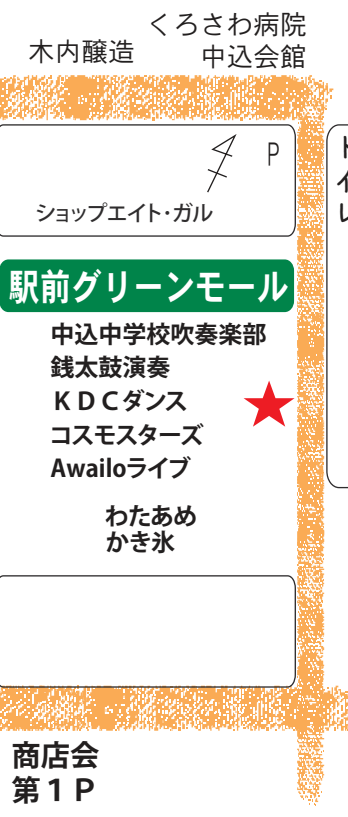 くろさわ病院
木内醸造 中込会館
P
ショップエイト・ガル
駅前グリーンモール
中込中学校吹奏楽部
銭太鼓演奏
ＫＤＣダンス
コスモスターズ
Awailoライブ
わたあめ
かき氷
商店会
第１Ｐ